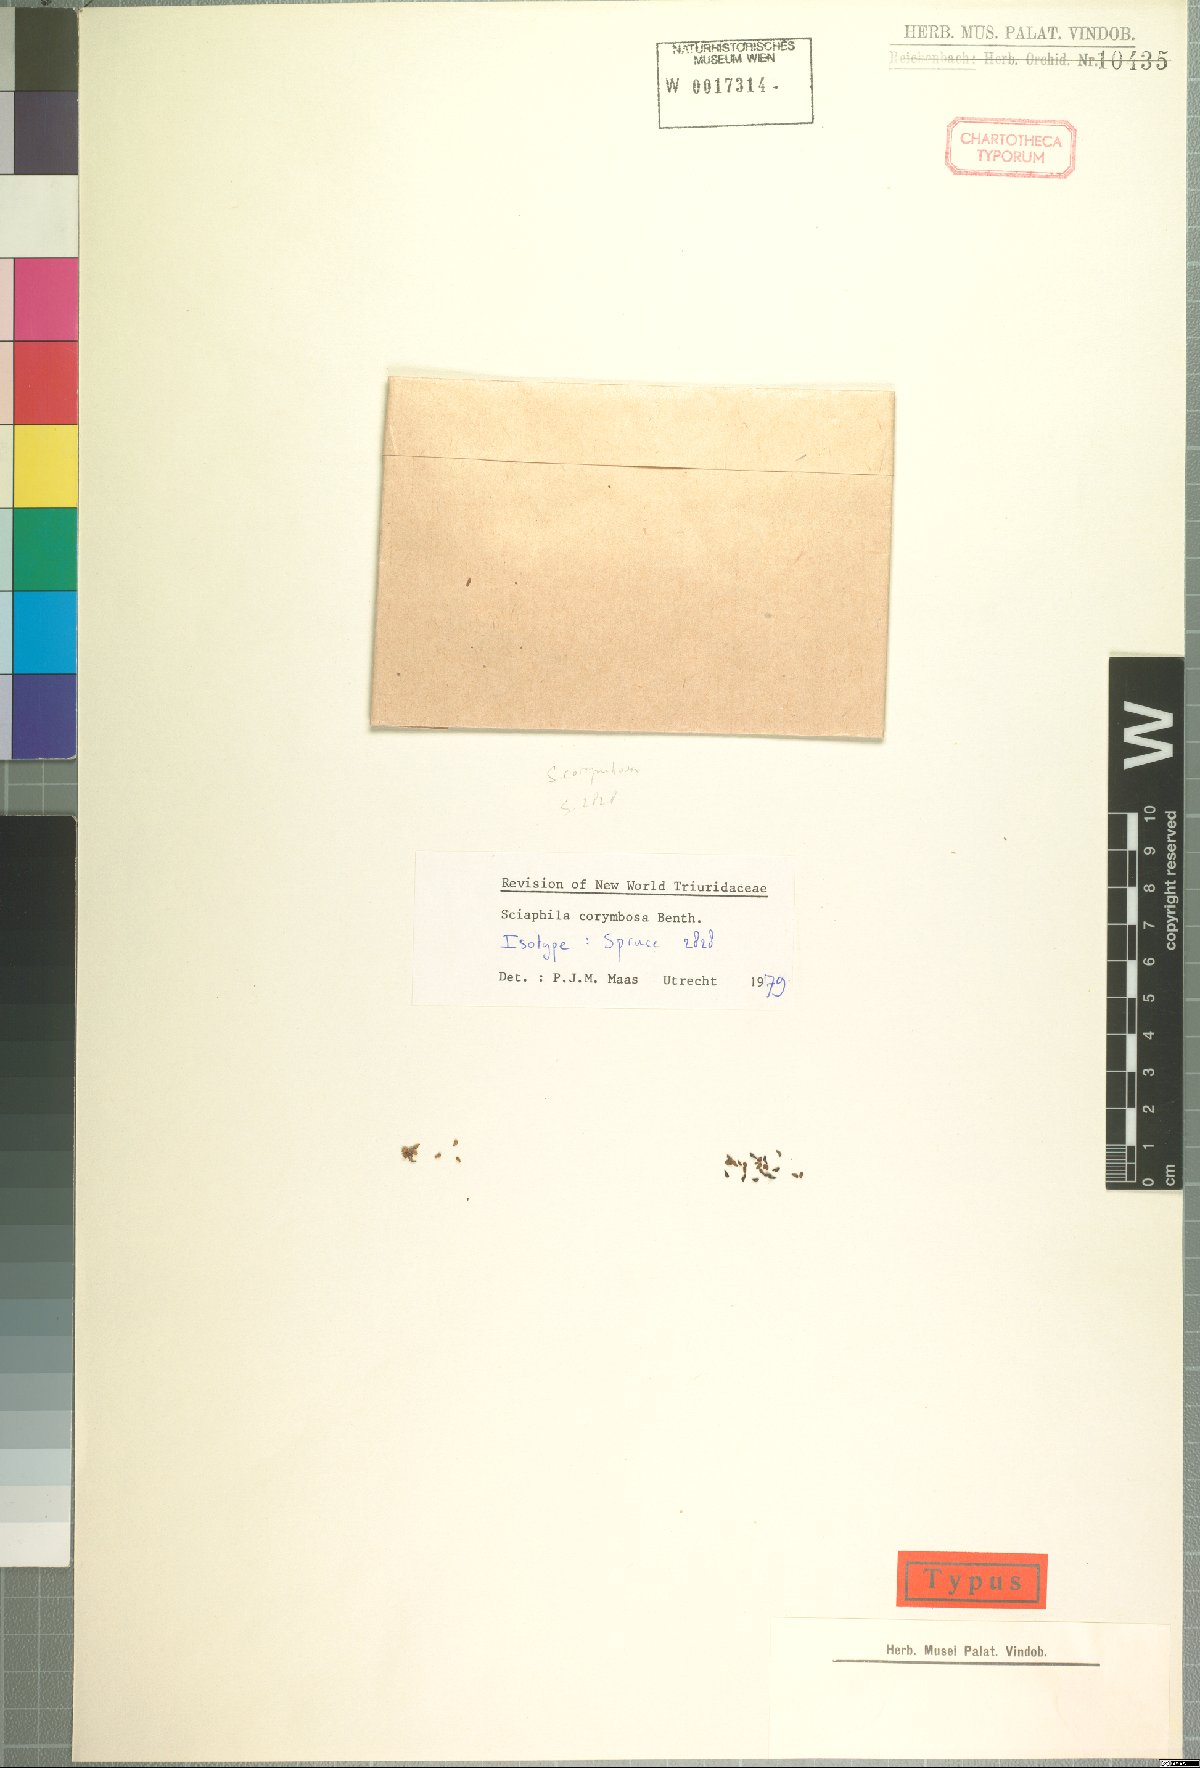 HERB. MUS. PALAT. VINDOB.
Reichenbach: Herb. Orchid. Nr. 10435
NATURHISTORISCHES
MUSEUM WIEN
W 0017314 -
CHARTOTHECA
TYPORUM
S. 2828
Revision of New World Triuridaceae
Sciaphila corymbosa Benth.
Isotype : Spruce 2828
Det. : P.J.M. Maas Utrecht 1979
W
0 1 2 3 4 5 6 7 8 9 10
cm copyright reserved
Typus
Herb. Musei Palat. Vindob.